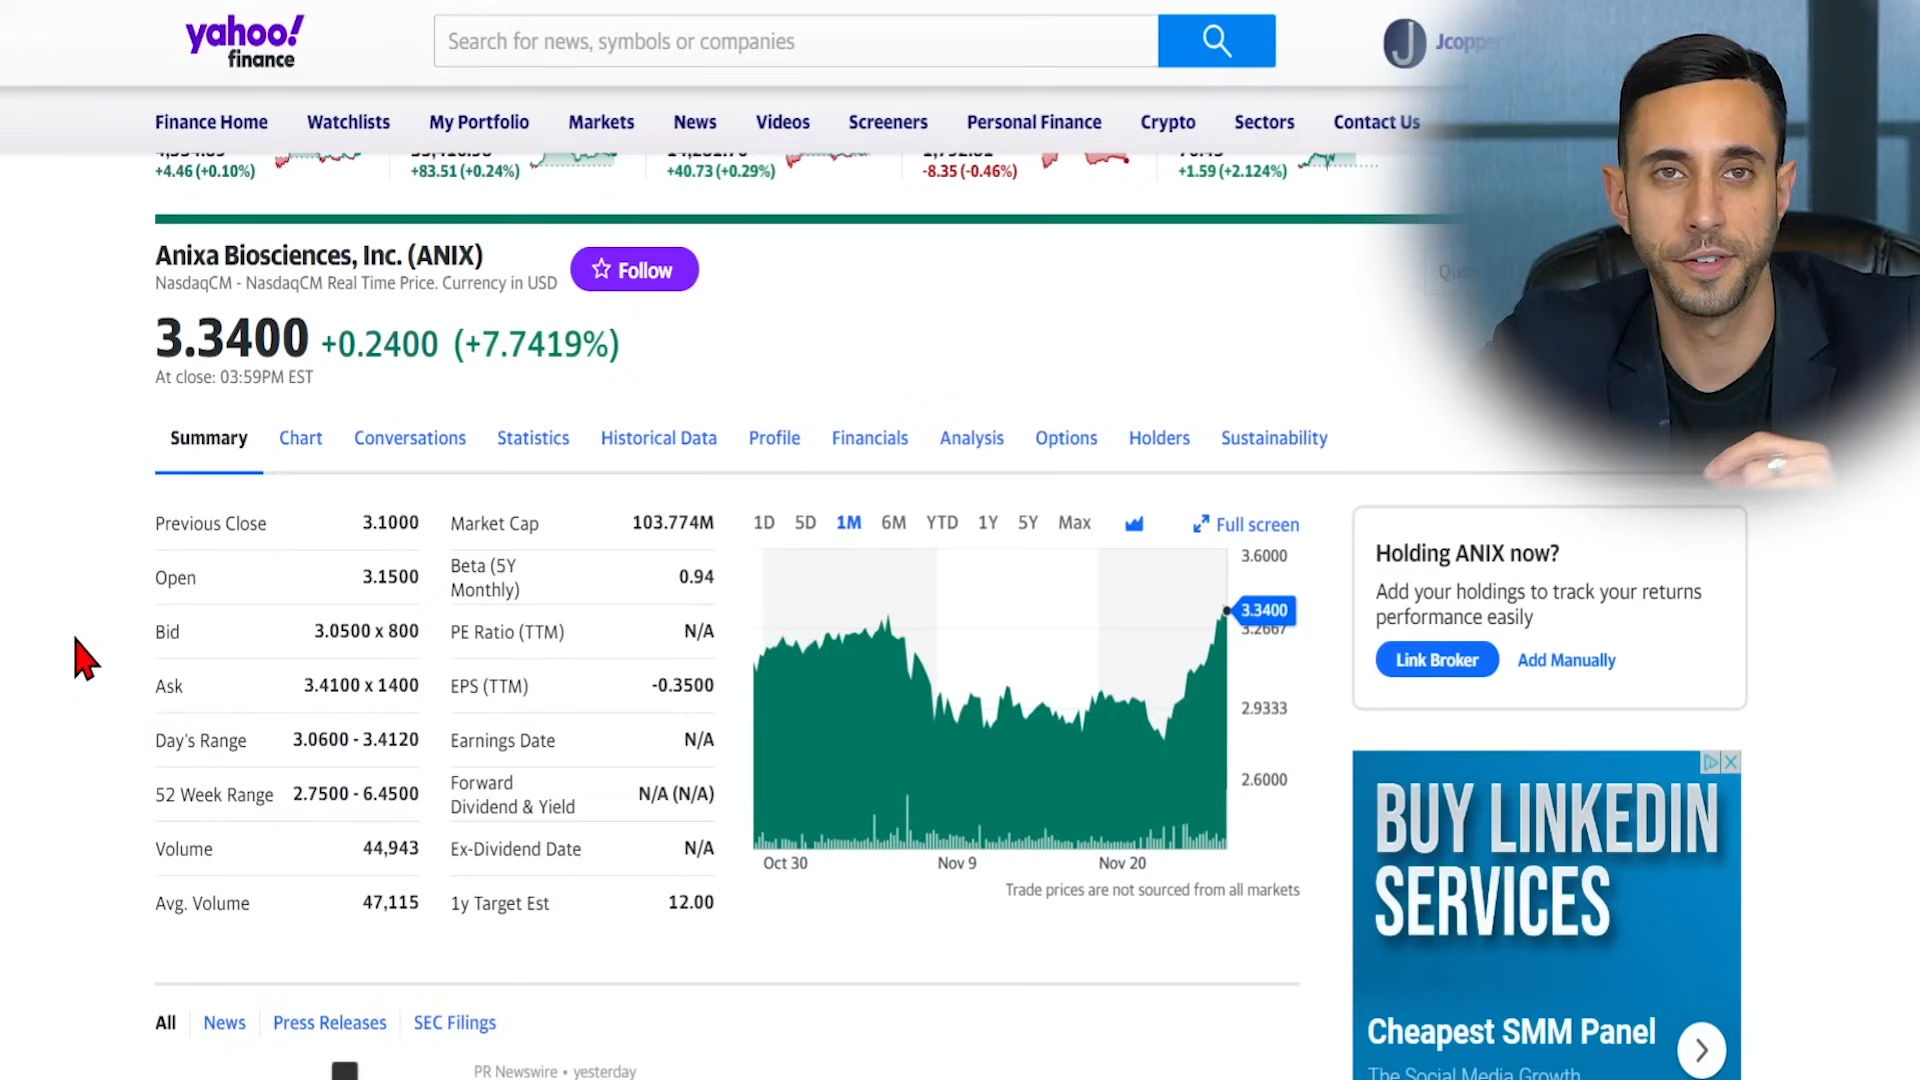 yahoo!
finance
Search for news, symbols or companies
Finance Home Watchlists My Portfolio Markets News Videos Screeners Personal Finance Crypto Sectors Contact Us
+4.46 (+0.10%) +83.51 (+0.24%) +40.73 (+0.29%) -8.35 (-0.46%) +1.59 (+2.124%)
Anixa Biosciences, Inc. (ANIX)
NasdaqCM - NasdaqCM Real Time Price. Currency in USD
Follow
3.3400 +0.2400 (+7.7419%)
At close: 03:59PM EST
Summary Chart Conversations Statistics Historical Data Profile Financials Analysis Options Holders Sustainability
Previous Close 3.1000
Open 3.1500
Bid 3.0500 x 800
Ask 3.4100 x 1400
Day's Range 3.0600 - 3.4120
52 Week Range 2.7500 - 6.4500
Volume 44,943
Avg. Volume 47,115
Market Cap 103.774M
Beta (5Y
Monthly) 0.94
PE Ratio (TTM) N/A
EPS (TTM) -0.3500
Earnings Date N/A
Forward
Dividend & Yield N/A (N/A)
Ex-Dividend Date N/A
1y Target Est 12.00
1D 5D 1M 6M YTD 1Y 5Y Max Full screen
3.6000
3.3400
3.2667
2.9333
2.6000
Oct 30 Nov 9 Nov 20
Trade prices are not sourced from all markets
Holding ANIX now?
Add your holdings to track your returns
performance easily
Link Broker Add Manually
BUY LINKEDIN
SERVICES
Cheapest SMM Panel
The Social Media Growth
All News Press Releases SEC Filings
PR Newswire • yesterday